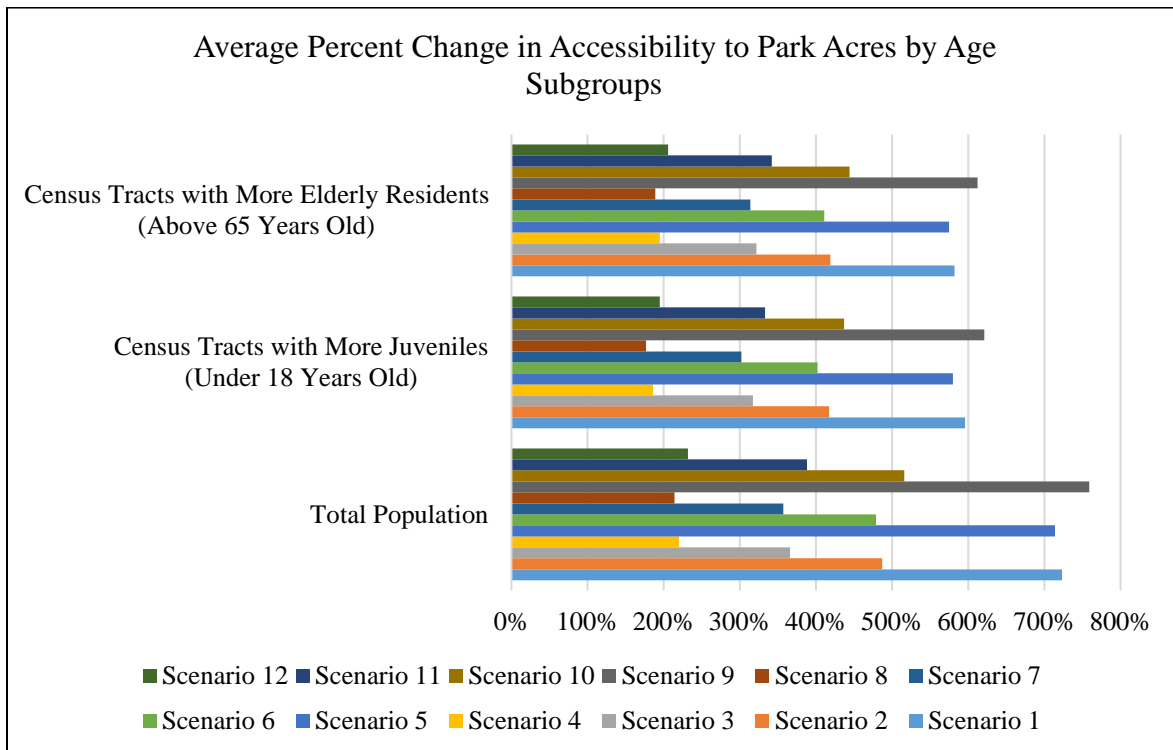 Average Percent Change in Accessibility to Park Acres by Age
Subgroups
Census Tracts with More Elderly Residents
(Above 65 Years Old)
Census Tracts with More Juveniles
(Under 18 Years Old)
Total Population
0% 100% 200% 300% 400% 500% 600% 700% 800%
Scenario 12 Scenario 11 Scenario 10 Scenario 9 Scenario 8 Scenario 7
Scenario 6 Scenario 5 Scenario 4 Scenario 3 Scenario 2 Scenario 1